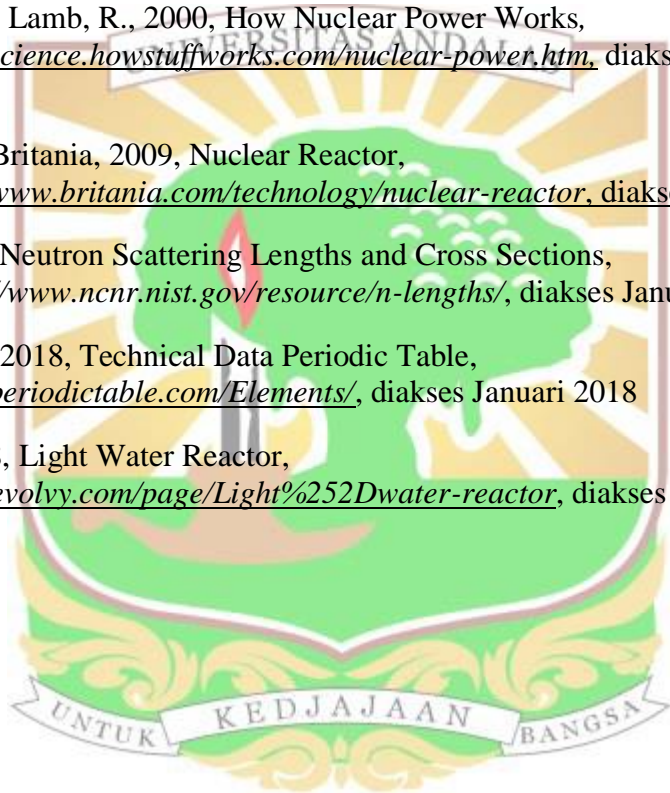 Lamb, R., 2000, How Nuclear Power Works,
cience.howstuffworks.com/nuclear-power.htm, diaks
UNIVERSITAS ANDALAS
Britania, 2009, Nuclear Reactor,
www.britania.com/technology/nuclear-reactor, diakse
Neutron Scattering Lengths and Cross Sections,
/www.ncnr.nist.gov/resource/n-lengths/, diakses Janu
2018, Technical Data Periodic Table,
periodictable.com/Elements/, diakses Januari 2018
, Light Water Reactor,
evolvy.com/page/Light%252Dwater-reactor, diakses
UNTUK KEDJAJAAN BANGSA